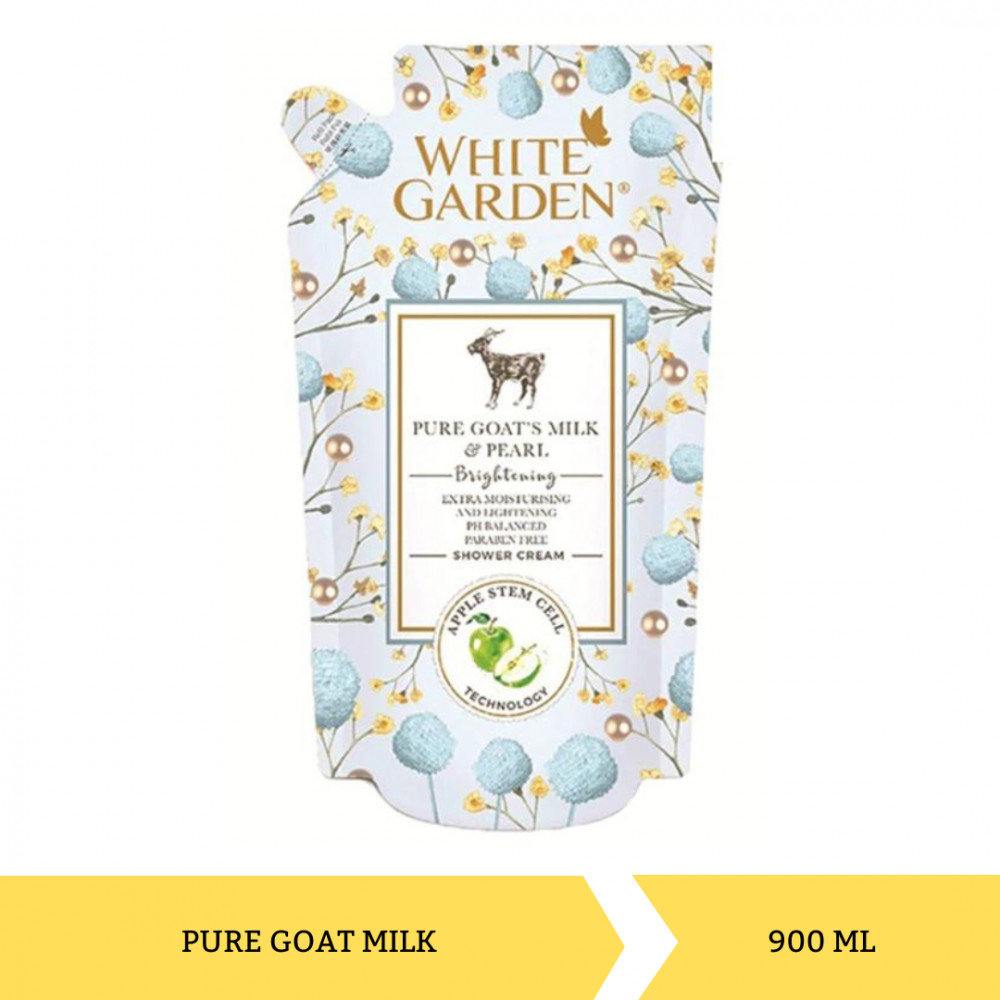 WHITE
GARDEN®
PURE GOAT'S MILK
& PEARL
Brightening
EXTRA MOISTURISING
AND LIGHTENING
PH BALANCED
PARABEN FREE
SHOWER CREAM
APPLE STEM CELL
TECHNOLOGY
PURE GOAT MILK
900 ML